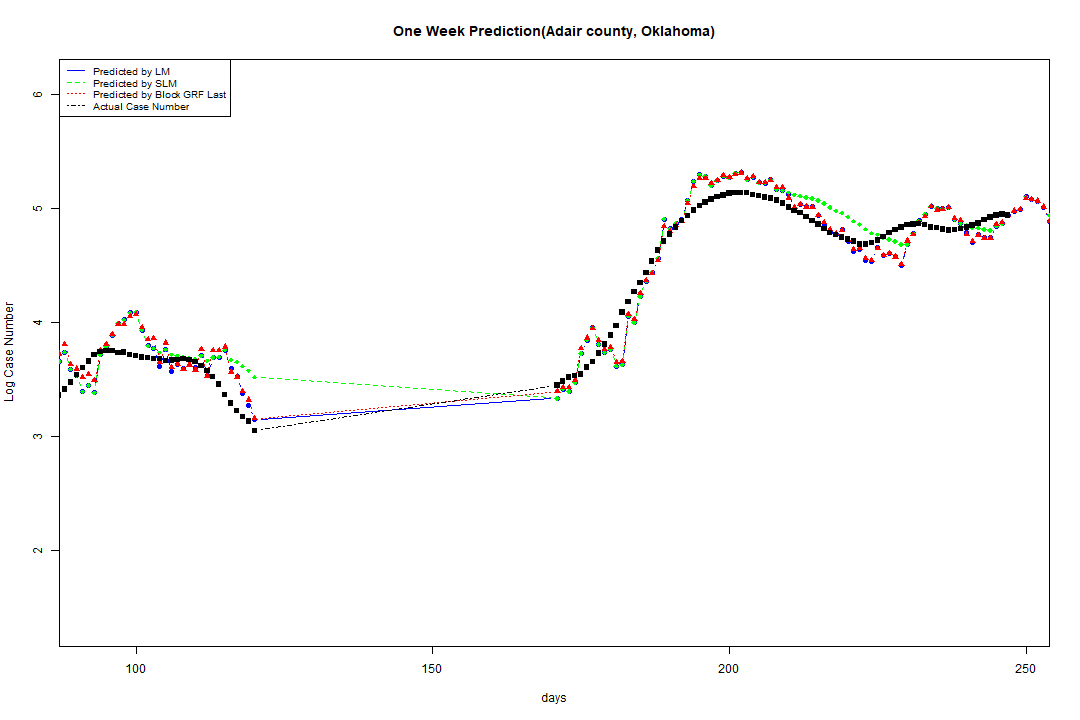 One Week Prediction(Adair county, Oklahoma)
Predicted by LM
Predicted by SLM
Predicted by Block GRF Last
Actual Case Number
6
5
4
3
2
Log Case Number
100 150 200 250
days